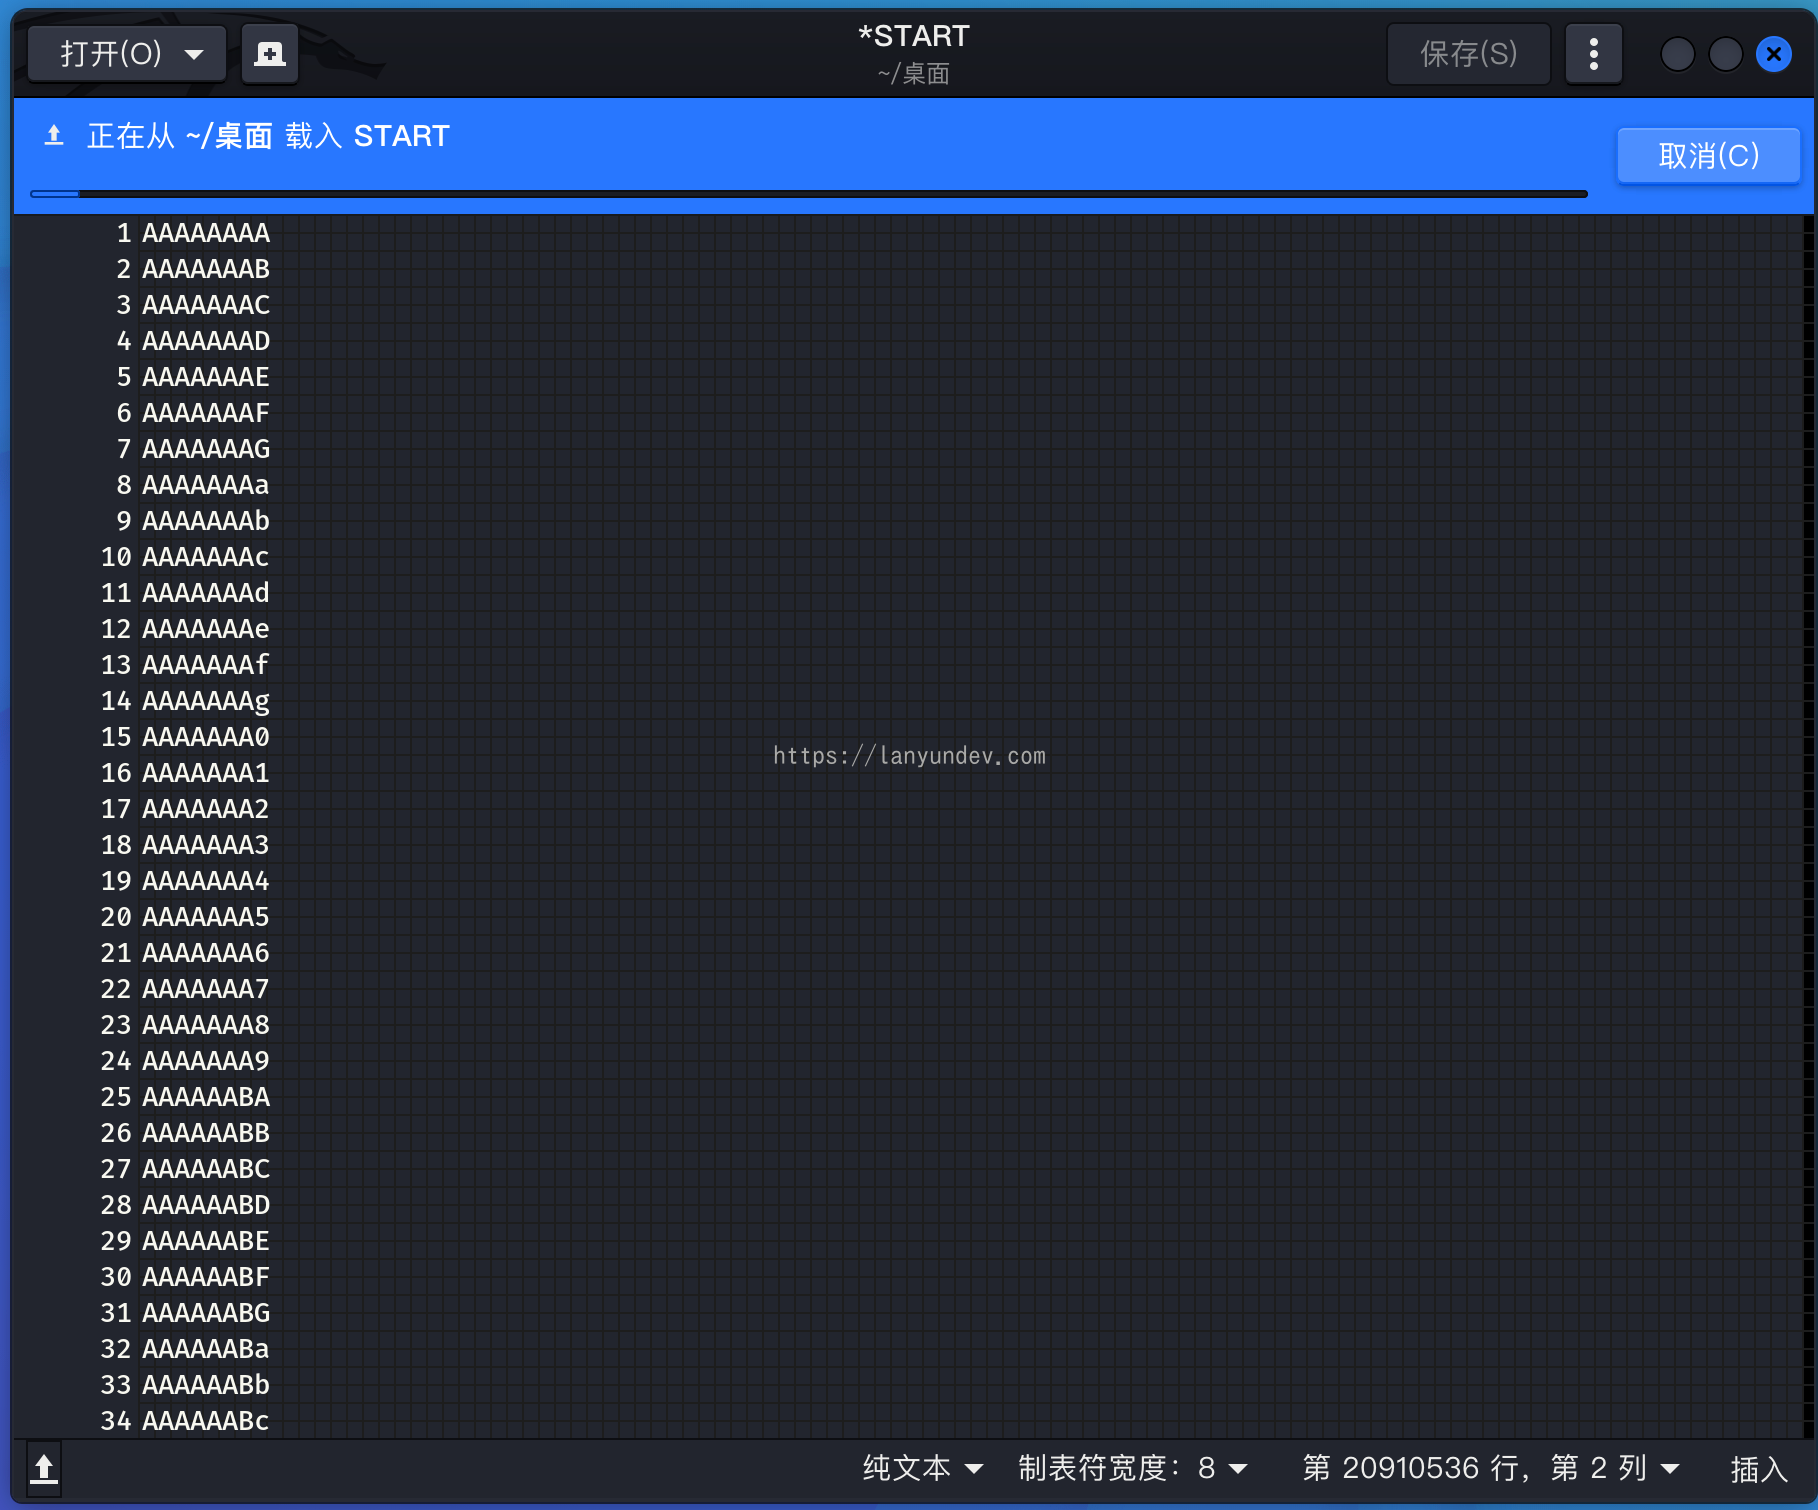 打开(O)
*START
~/桌面
保存(S)
正在从 ~/桌面 载入 START
取消(C)
1 AAAAAAAA
2 AAAAAAAB
3 AAAAAAAC
4 AAAAAAAD
5 AAAAAAAE
6 AAAAAAAF
7 AAAAAAAG
8 AAAAAAAa
9 AAAAAAAb
10 AAAAAAAc
11 AAAAAAAd
12 AAAAAAAe
13 AAAAAAAf
14 AAAAAAAg
15 AAAAAAA0
16 AAAAAAA1
17 AAAAAAA2
18 AAAAAAA3
19 AAAAAAA4
20 AAAAAAA5
21 AAAAAAA6
22 AAAAAAA7
23 AAAAAAA8
24 AAAAAAA9
25 AAAAAABA
26 AAAAAABB
27 AAAAAABC
28 AAAAAABD
29 AAAAAABE
30 AAAAAABF
31 AAAAAABG
32 AAAAAABa
33 AAAAAABb
34 AAAAAABc
https://lanyundev.com
纯文本 制表符宽度：8 第 20910536 行，第 2 列 插入